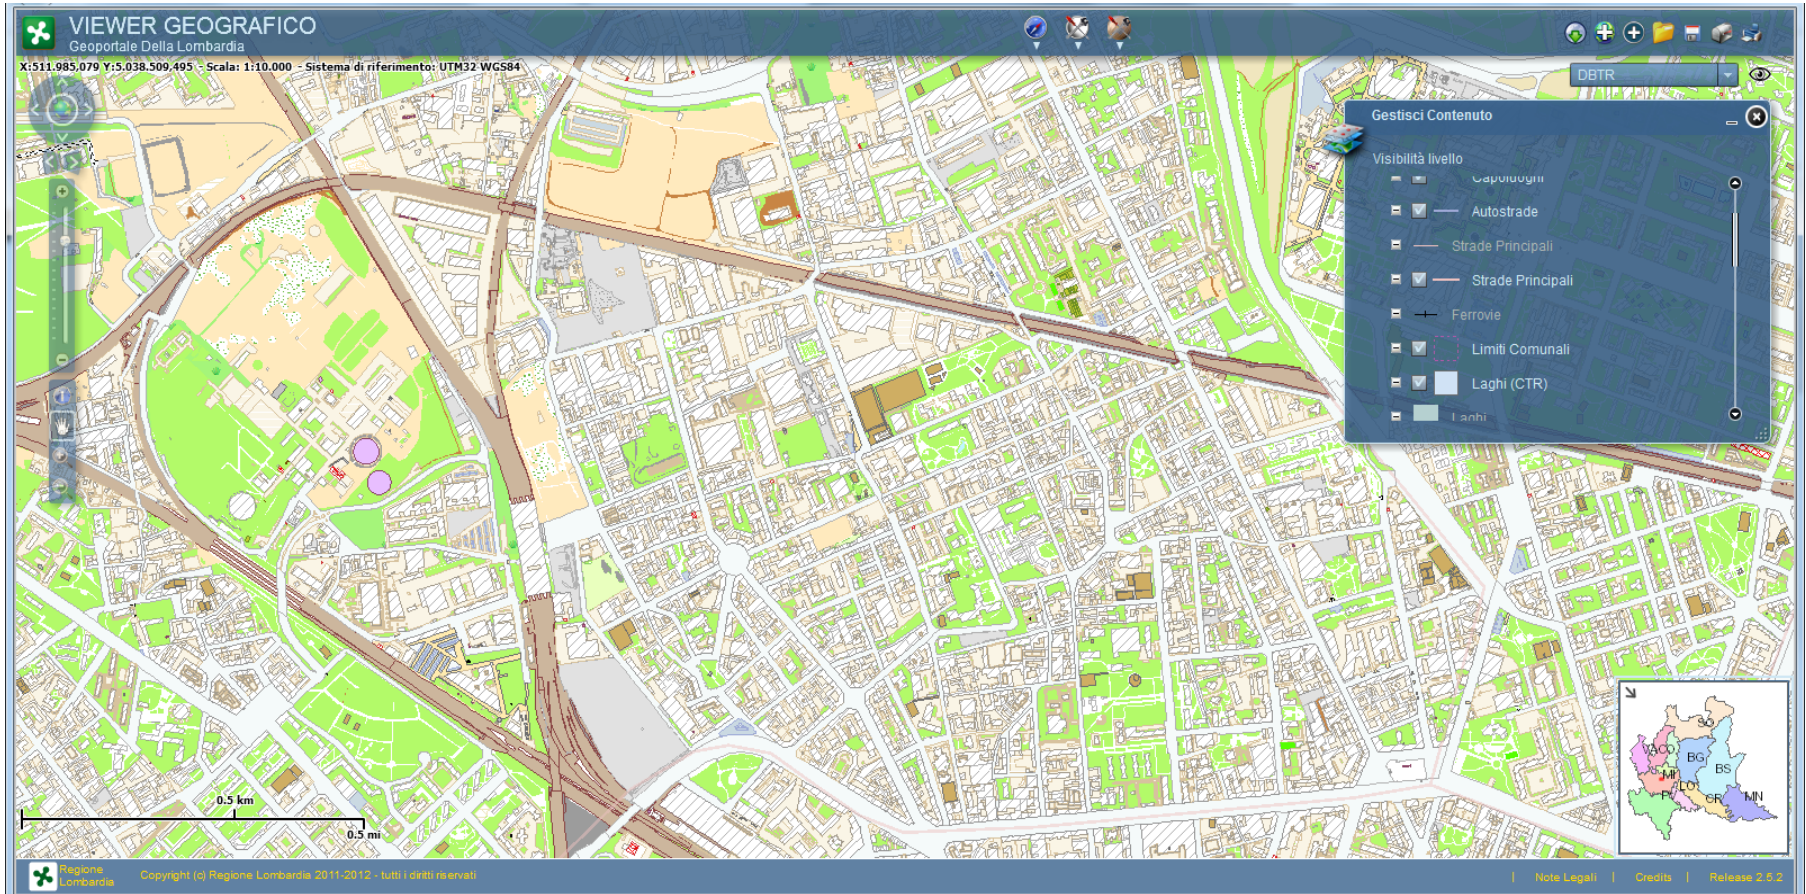 VIEWER GEOGRAFICO
Geoportale Della Lombardia
X:511.985,079 Y:5.038.509,495 - Scala: 1:10.000 - Sistema di riferimento: UTM32 WGS84
DBTR
Gestisci Contenuto
Visibilità livello
Capoluoghi
Autostrade
Strade Principali
Strade Principali
Ferrovie
Limiti Comunali
Laghi (CTR)
Laghi
SO
VA CO
BG
BS
MI
LO
CR
MN
0.5 km
0.5 mi
Regione
Lombardia
Copyright (c) Regione Lombardia 2011-2012 - tutti i diritti riservati
| Note Legali | Credits | Release 2.5.2